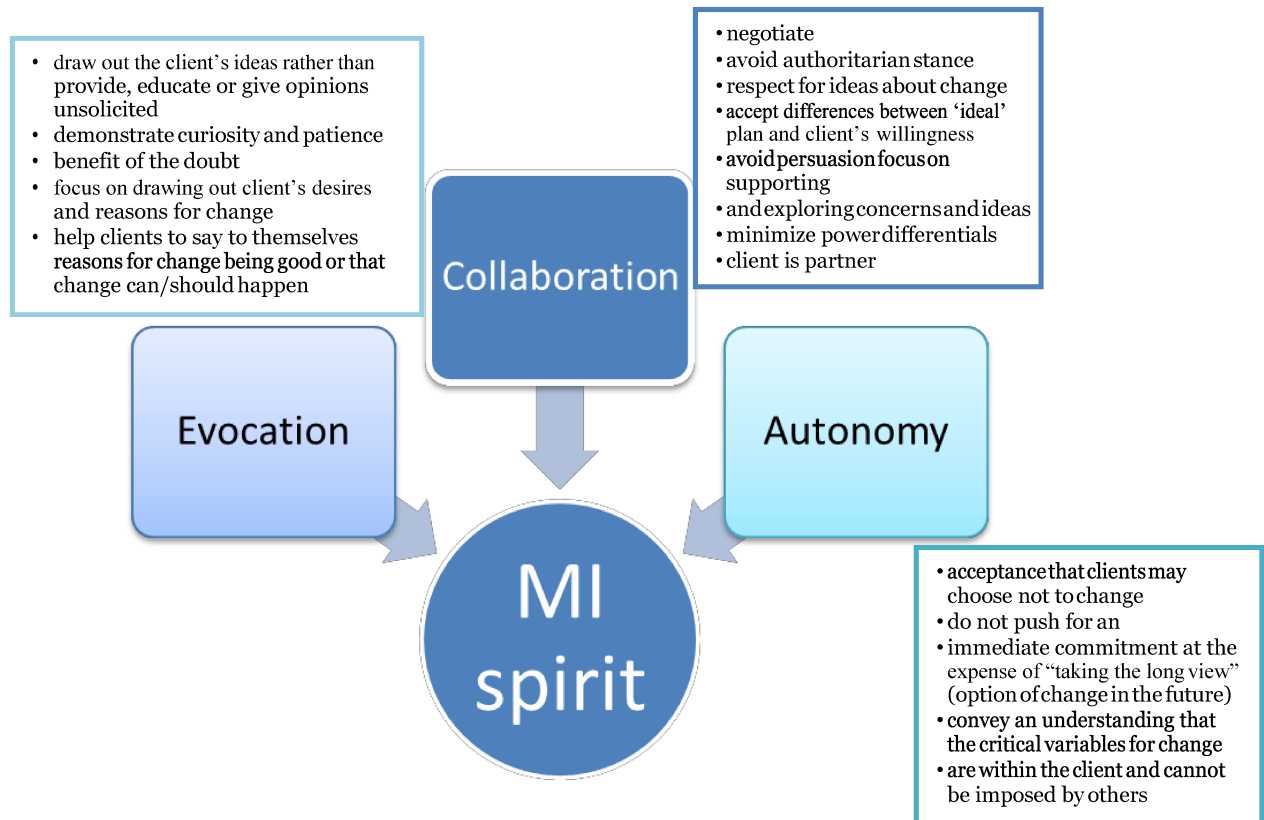 • draw out the client’s ideas rather than
provide, educate or give opinions
unsolicited
• demonstrate curiosity and patience
• benefit of the doubt
• focus on drawing out client’s desires
and reasons for change
• help clients to say to themselves
reasons for change being good or that
change can/should happen
• negotiate
• avoid authoritarian stance
• respect for ideas about change
• accept differences between ‘ideal’
plan and client’s willingness
• avoid persuasion focus on
supporting
• and exploring concerns and ideas
• minimize power differentials
• client is partner
Collaboration
Evocation
Autonomy
MI
spirit
• acceptance that clients may
choose not to change
• do not push for an
• immediate commitment at the
expense of “taking the long view”
(option of change in the future)
• convey an understanding that
the critical variables for change
• are within the client and cannot
be imposed by others